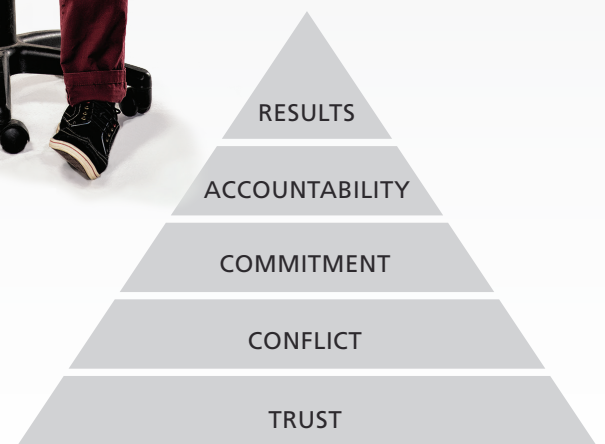 RESULTS
ACCOUNTABILITY
COMMITMENT
CONFLICT
TRUST